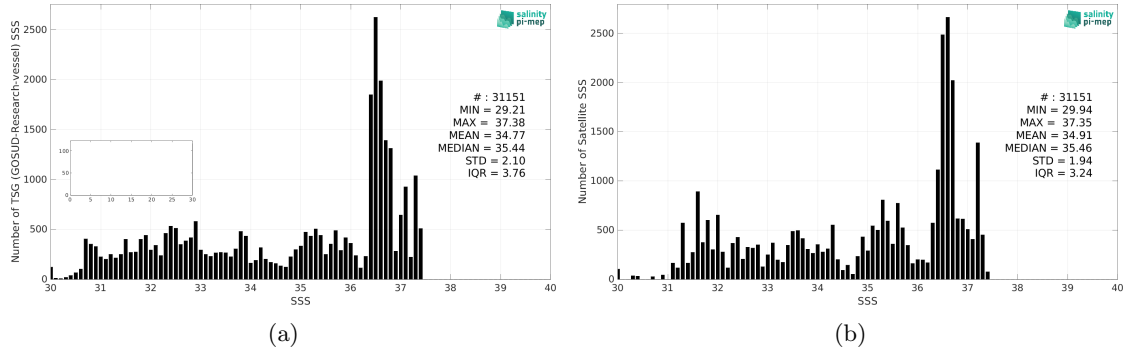 Number of TSG (GOSUD-Research-vessel) SSS
2500
2000
1500
1000
500
0
100
50
0
0 5 10 15 20 25 30
salinity
pi-mep
# : 31151
MIN = 29.21
MAX = 37.38
MEAN = 34.77
MEDIAN = 35.44
STD = 2.10
IQR = 3.76
30 31 32 33 34 35 36 37 38 39 40
SSS
(a)
Number of Satellite SSS
2500
2000
1500
1000
500
0
salinity
pi-mep
# : 31151
MIN = 29.94
MAX = 37.35
MEAN = 34.91
MEDIAN = 35.46
STD = 1.94
IQR = 3.24
30 31 32 33 34 35 36 37 38 39 40
SSS
(b)